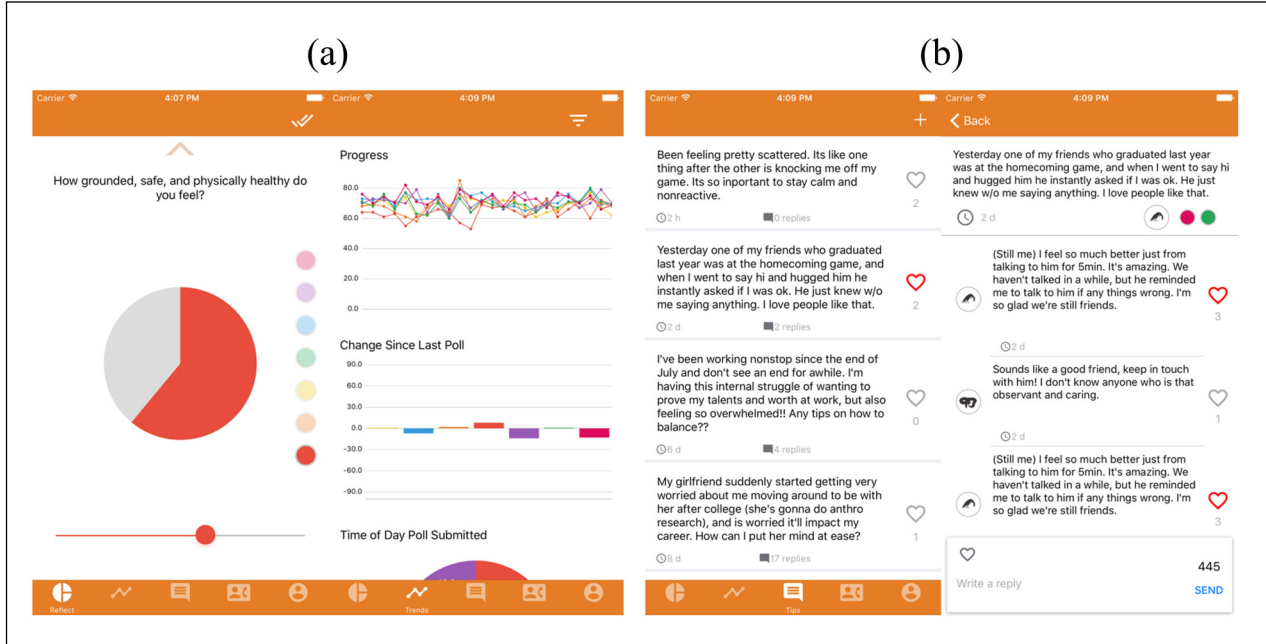 (a)
(b)
Carrier
4:07 PM
How grounded, safe, and physically healthy do
you feel?
Reflect
Carrier
4:09 PM
Progress
80.0
60.0
40.0
20.0
0.0
Change Since Last Poll
90.0
60.0
30.0
0.0
-30.0
-60.0
-90.0
Time of Day Poll Submitted
Trends
Carrier
4:09 PM
+
Been feeling pretty scattered. Its like one
thing after the other is knocking me off my
game. Its so inportant to stay calm and
nonreactive.
2
2 h
0 replies
Yesterday one of my friends who graduated
last year was at the homecoming game, and
when I went to say hi and hugged him he
instantly asked if I was ok. He just knew w/o
me saying anything. I love people like that.
2
2 d
2 replies
I've been working nonstop since the end of
July and don't see an end for awhile. I'm
having this internal struggle of wanting to
prove my talents and worth at work, but also
feeling so overwhelmed!! Any tips on how to
balance??
0
6 d
4 replies
My girlfriend suddenly started getting very
worried about me moving around to be with
her after college (she's gonna do anthro
research), and is worried it'll impact my
career. How can I put her mind at ease?
1
8 d
17 replies
Tips
Carrier
4:09 PM
Back
Yesterday one of my friends who graduated last year
was at the homecoming game, and when I went to say hi
and hugged him he instantly asked if I was ok. He just
knew w/o me saying anything. I love people like that.
2 d
(Still me) I feel so much better just from
talking to him for 5min. It's amazing. We
haven't talked in a while, but he reminded
me to talk to him if any things wrong. I'm
so glad we're still friends.
3
2 d
Sounds like a good friend, keep in touch
with him! I don't know anyone who is that
observant and caring.
1
2 d
(Still me) I feel so much better just from
talking to him for 5min. It's amazing. We
haven't talked in a while, but he reminded
me to talk to him if any things wrong. I'm
so glad we're still friends.
3
445
Write a reply
SEND